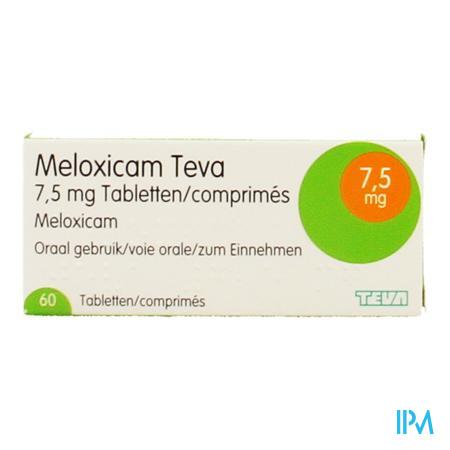 Meloxicam Teva
7,5 mg Tabletten/comprimés
Meloxicam
Oraal gebruik/voie orale/zum Einnehmen
7,5
mg
60 Tabletten/comprimés
TEVA
IPM